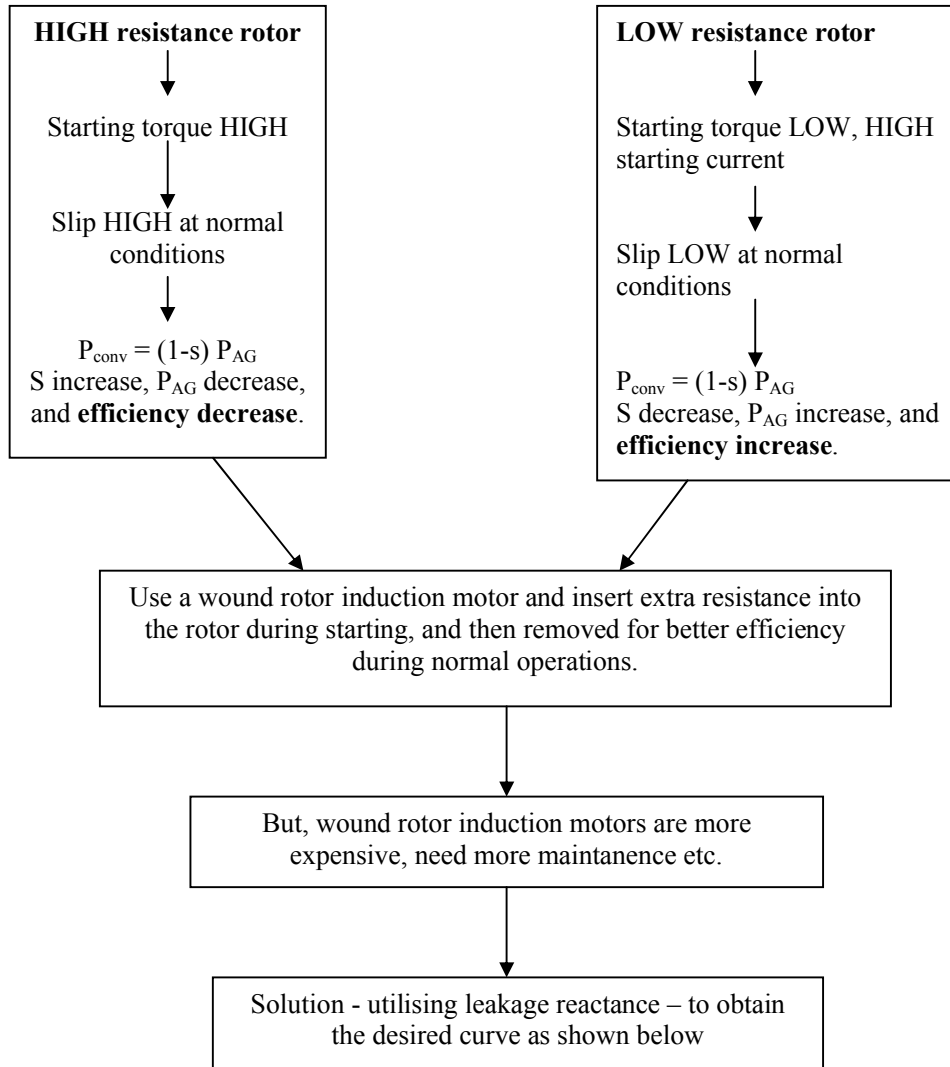 HIGH resistance rotor
Starting torque HIGH
Slip HIGH at normal
conditions
P_conv = (1-s) P_AG
S increase, P_AG decrease,
and efficiency decrease.
LOW resistance rotor
Starting torque LOW, HIGH
starting current
Slip LOW at normal
conditions
P_conv = (1-s) P_AG
S decrease, P_AG increase, and
efficiency increase.
Use a wound rotor induction motor and insert extra resistance into
the rotor during starting, and then removed for better efficiency
during normal operations.
But, wound rotor induction motors are more
expensive, need more maintanence etc.
Solution - utilising leakage reactance – to obtain
the desired curve as shown below